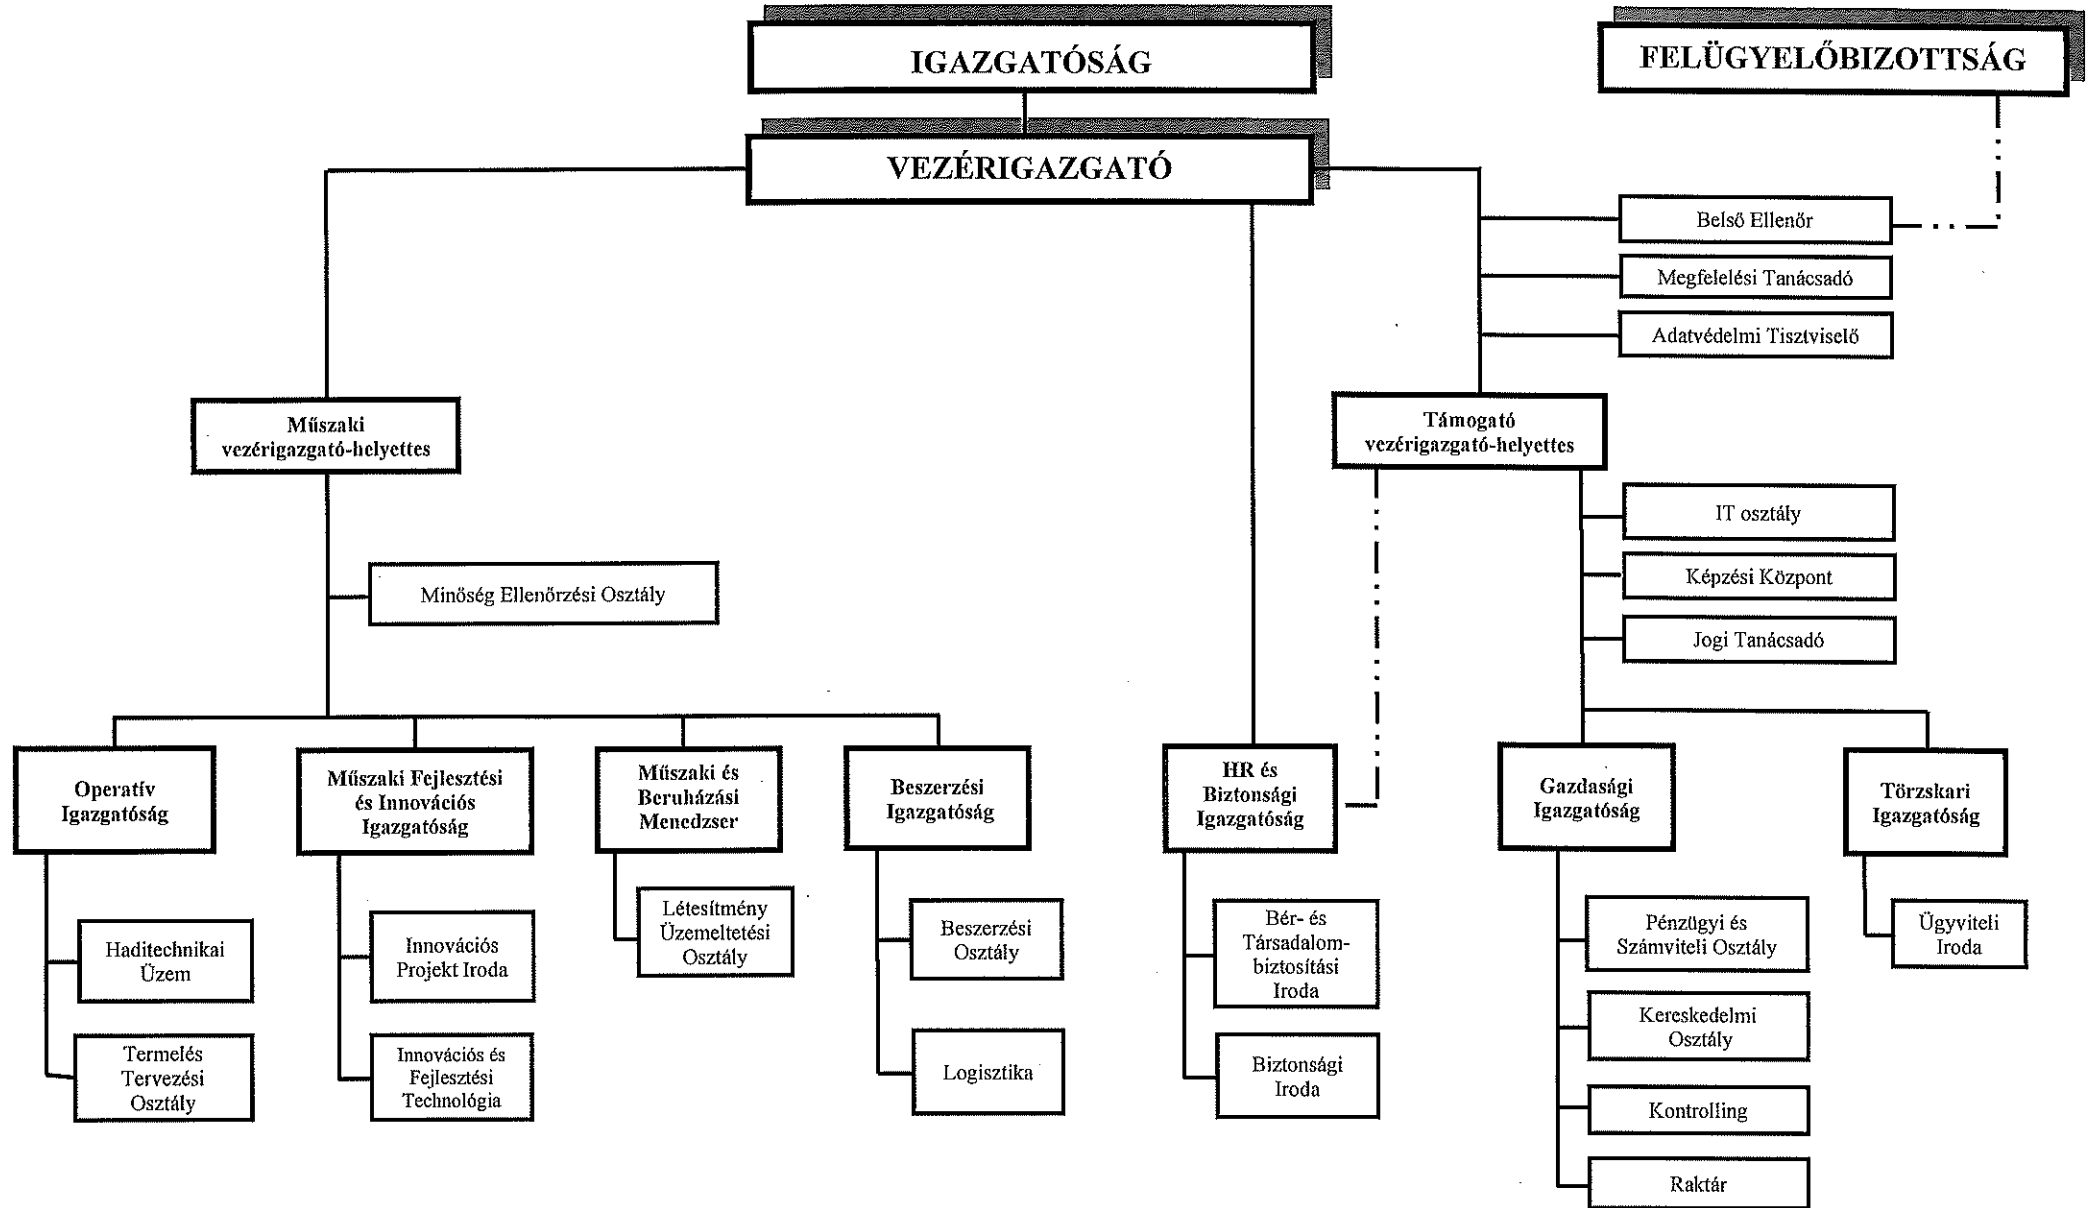 IGAZGATÓSÁG
FELÜGYELŐBIZOTTSÁG
VEZÉRIGAZGATÓ
Belső Ellenőr
Megfelelési Tanácsadó
Adatvédelmi Tisztviselő
Műszaki
vezérigazgató-helyettes
Támogató
vezérigazgató-helyettes
IT osztály
Képzési Központ
Jogi Tanácsadó
Minőség Ellenőrzési Osztály
Operatív
Igazgatóság
Műszaki Fejlesztési
és Innovációs
Igazgatóság
Műszaki és
Beruházási
Menedzser
Beszerzési
Igazgatóság
HR és
Biztonsági
Igazgatóság
Gazdasági
Igazgatóság
Törzskari
Igazgatóság
Haditechnikai
Üzem
Termelés
Tervezési
Osztály
Innovációs
Projekt Iroda
Innovációs és
Fejlesztési
Technológia
Létesítmény
Üzemeltetési
Osztály
Beszerzési
Osztály
Logisztika
Bér- és
Társadalom-
biztosítási
Iroda
Biztonsági
Iroda
Pénzügyi és
Számviteli Osztály
Kereskedelmi
Osztály
Kontrolling
Raktár
Ügyviteli
Iroda